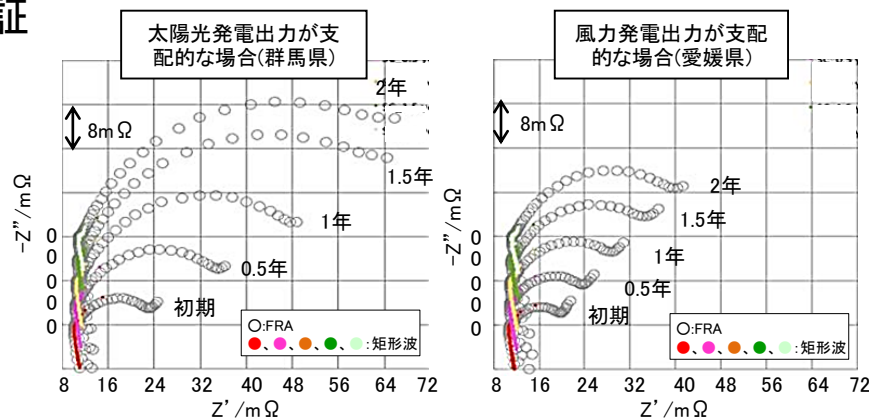 証
太陽光発電出力が支
配的な場合(群馬県)
2年
8mΩ
1.5年
1年
0.5年
初期
-Z”/mΩ
0
0
0
0
0
○:FRA
●、●、●、●、●:矩形波
8 16 24 32 40 48 56 64 72
Z’/mΩ
風力発電出力が支配
的な場合(愛媛県)
8mΩ
2年
1.5年
1年
0.5年
初期
-Z”/mΩ
0
0
0
0
0
○:FRA
●、●、●、●、●:矩形波
8 16 24 32 40 48 56 64 72
Z’/mΩ